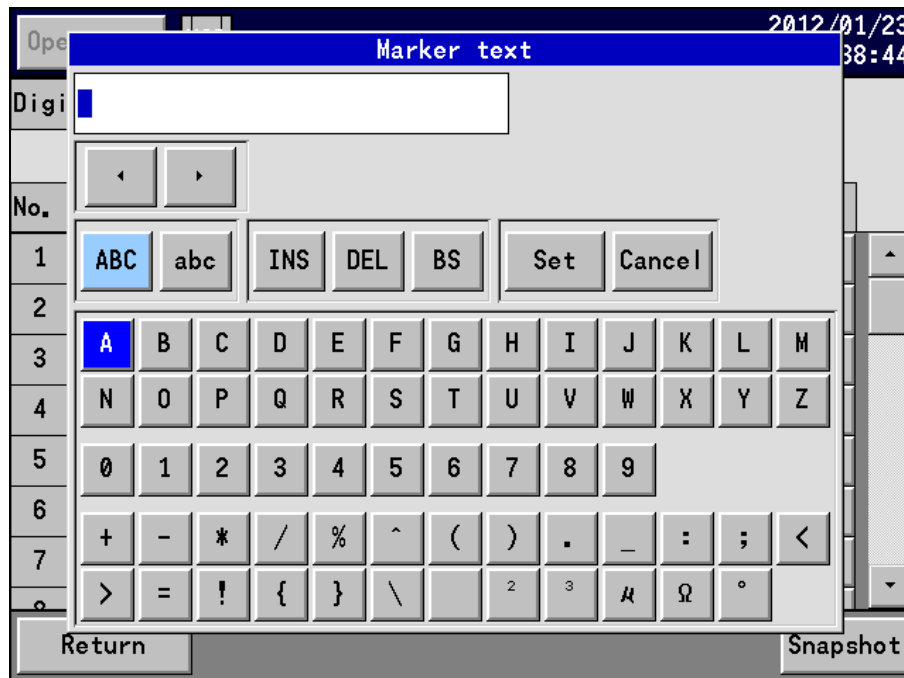 Ope
2012/01/23
38:44
Marker text
Digi
No.
ABC abc INS DEL BS Set Cancel
1
2
3
4
5
6
7
A B C D E F G H I J K L M
N O P Q R S T U V W X Y Z
0 1 2 3 4 5 6 7 8 9
+ - * / % ^ ( ) . _ : ; <
> = ! { } \ ² ³ μ Ω °
Return
Snapshot